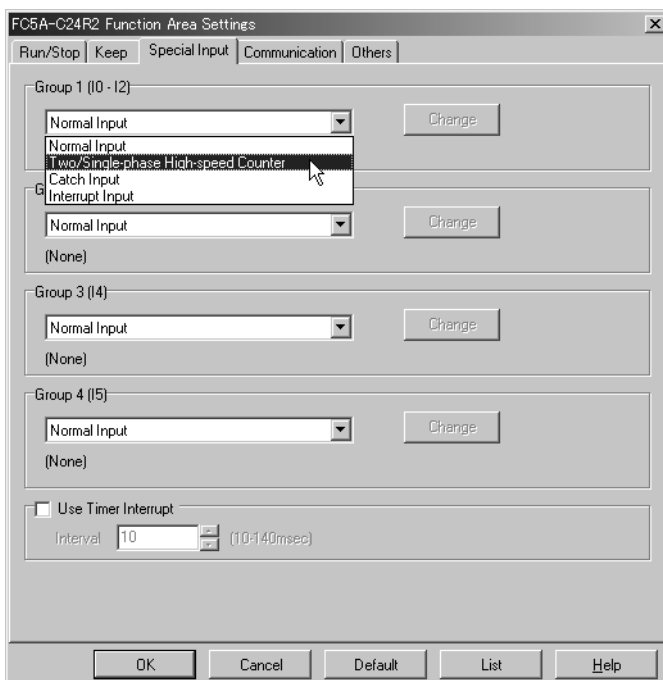 FC5A-C24R2 Function Area Settings
Run/Stop Keep Special Input Communication Others
Group 1 (I0 - I2)
Normal Input Change
Normal Input
Two/Single-phase High-speed Counter
Catch Input
Interrupt Input
G
Normal Input Change
(None)
Group 3 (I4)
Normal Input Change
(None)
Group 4 (I5)
Normal Input Change
(None)
Use Timer Interrupt
Interval 10 (10-140msec)
OK Cancel Default List Help